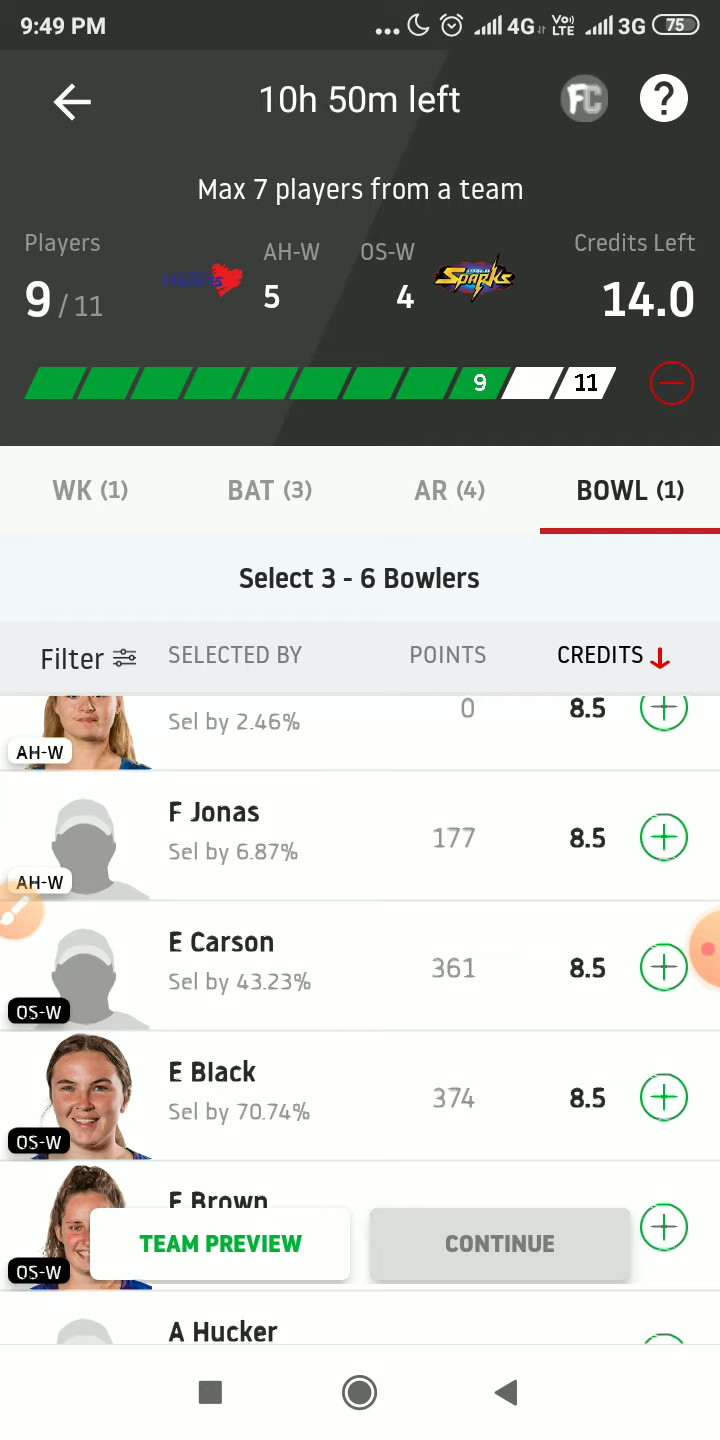 9:49 PM
4G VoD LTE 3G 75
10h 50m left
FC ?
Max 7 players from a team
Players AH-W OS-W Credits Left
9 / 11 Hearts 5 4 Sparks 14.0
9 11
WK (1) BAT (3) AR (4) BOWL (1)
Select 3 - 6 Bowlers
Filter SELECTED BY POINTS CREDITS
Sel by 2.46% 0 8.5
AH-W
F Jonas
Sel by 6.87% 177 8.5
AH-W
E Carson
Sel by 43.23% 361 8.5
OS-W
E Black
Sel by 70.74% 374 8.5
OS-W
Brown
TEAM PREVIEW CONTINUE
OS-W
A Hucker